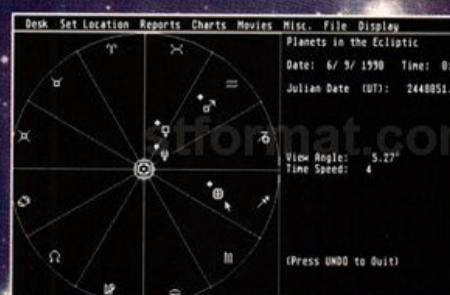 Desk Set Location Reports Charts Movies Misc. File Display
Planets in the Ecliptic
Date: 6/ 9/ 1990 Time: 0:
Julian Date (UT): 2448051.
stformat.com
View Angle: 5.27°
Time Speed: 4
(Press UNDO to Quit)